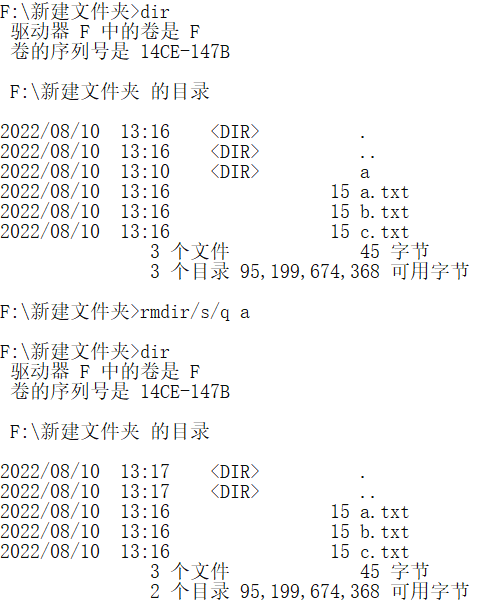 F:\新建文件夹>dir
驱动器 F 中的卷是 F
卷的序列号是 14CE-147B
F:\新建文件夹 的目录
2022/08/10  13:16    <DIR>          .
2022/08/10  13:16    <DIR>          ..
2022/08/10  13:10    <DIR>          a
2022/08/10  13:16                15 a.txt
2022/08/10  13:16                15 b.txt
2022/08/10  13:16                15 c.txt
3 个文件             45 字节
3 个目录 95,199,674,368 可用字节
F:\新建文件夹>rmdir/s/q a
F:\新建文件夹>dir
驱动器 F 中的卷是 F
卷的序列号是 14CE-147B
F:\新建文件夹 的目录
2022/08/10  13:17    <DIR>          .
2022/08/10  13:17    <DIR>          ..
2022/08/10  13:16                15 a.txt
2022/08/10  13:16                15 b.txt
2022/08/10  13:16                15 c.txt
3 个文件             45 字节
2 个目录 95,199,674,368 可用字节